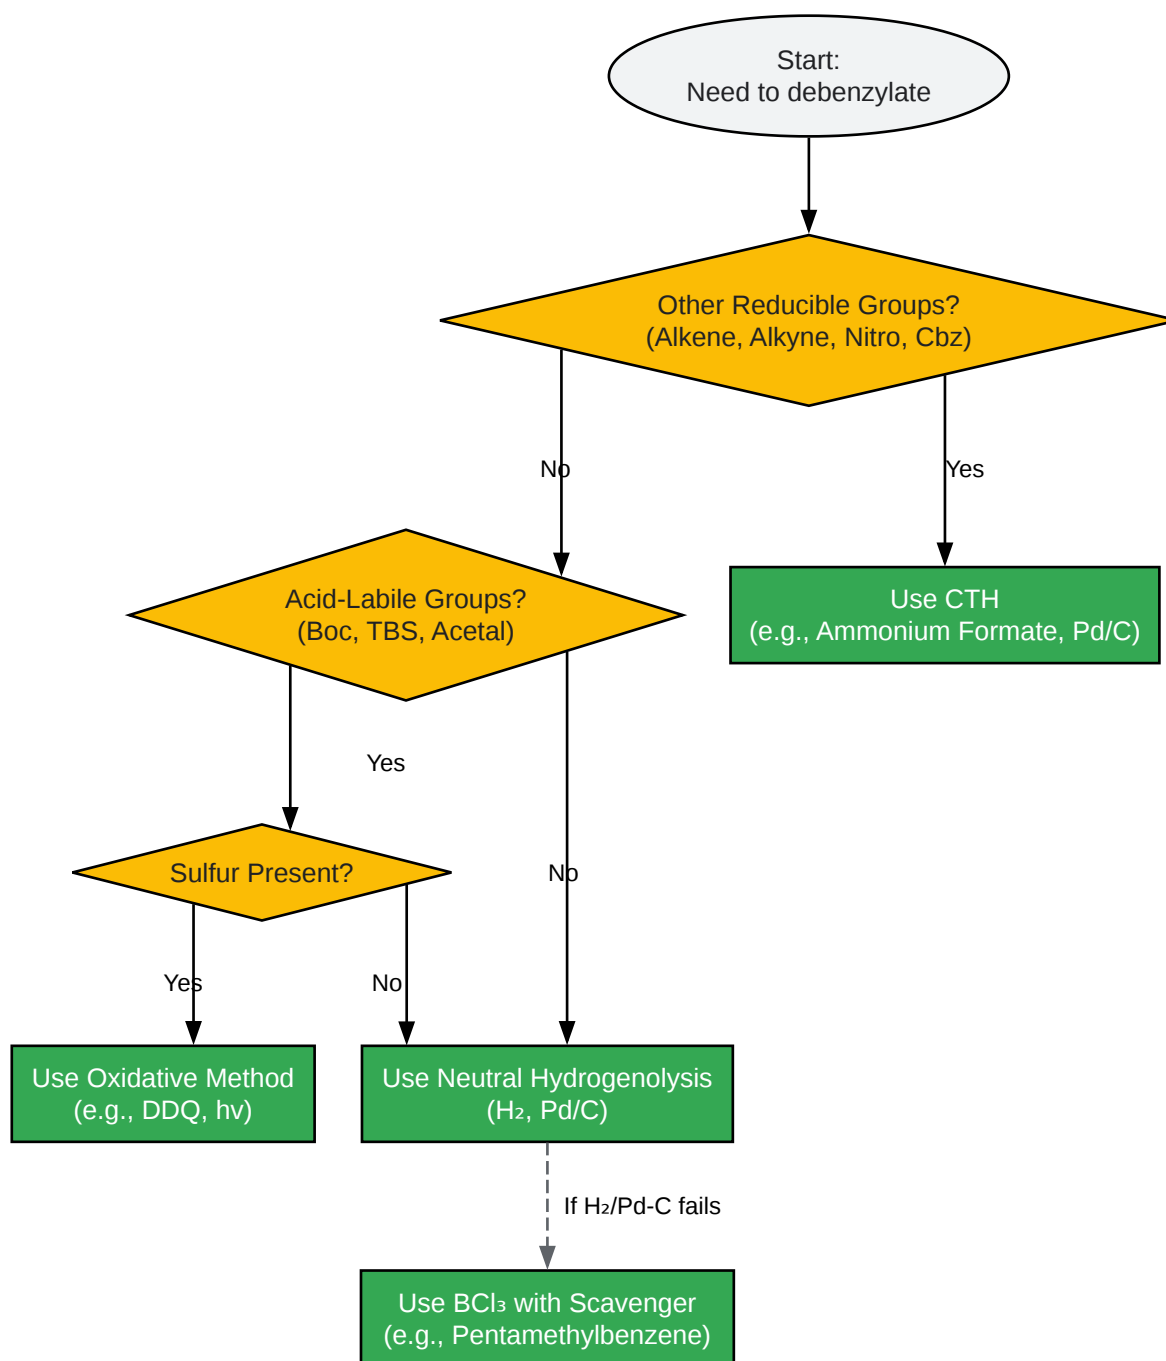 Start:
Need to debenzylate
Other Reducible Groups?
(Alkene, Alkyne, Nitro, Cbz)
No
Yes
Acid-Labile Groups?
(Boc, TBS, Acetal)
Use CTH
(e.g., Ammonium Formate, Pd/C)
Yes
Sulfur Present?
No
Yes
No
Use Oxidative Method
(e.g., DDQ, hv)
Use Neutral Hydrogenolysis
(H₂, Pd/C)
If H₂/Pd-C fails
Use BCl₃ with Scavenger
(e.g., Pentamethylbenzene)